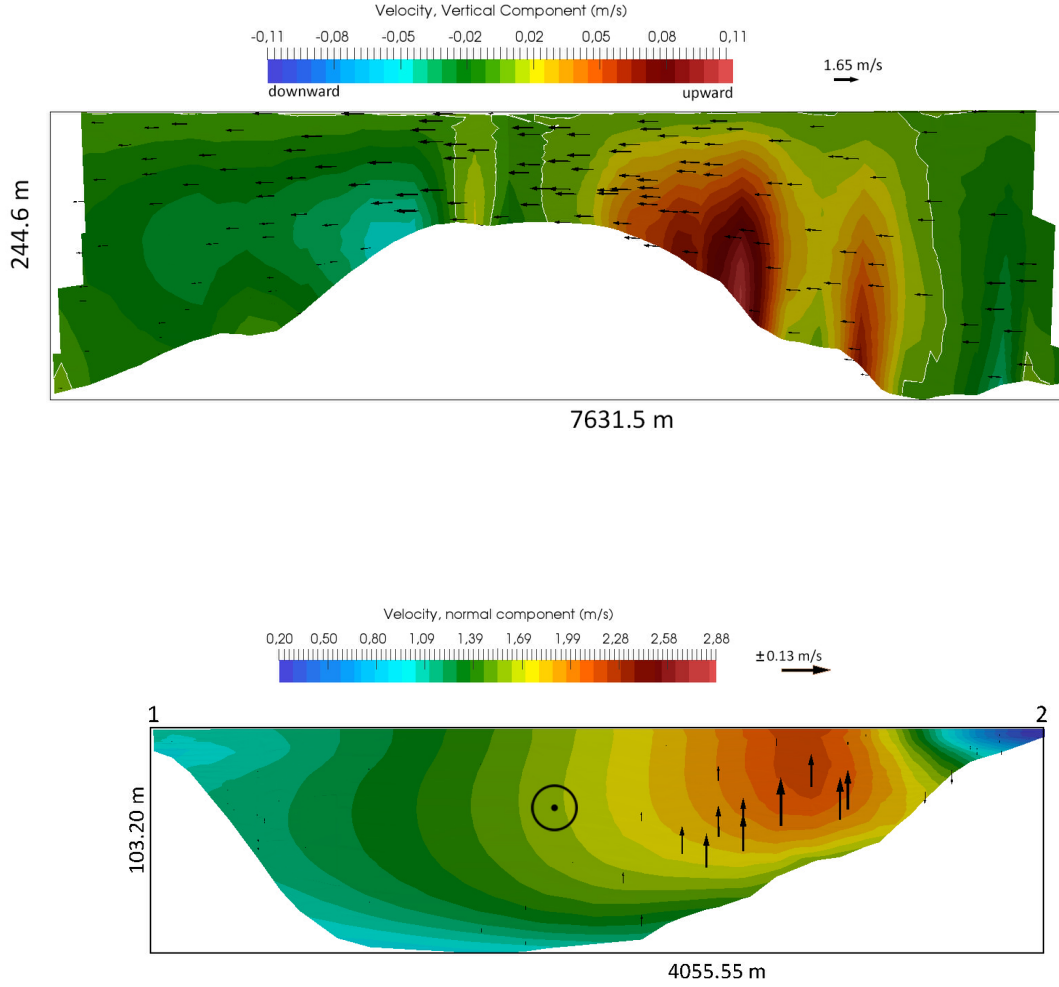 Velocity, Vertical Component (m/s)
-0,11 -0,08 -0,05 -0,02 0,02 0,05 0,08 0,11
downward upward
1.65 m/s
244.6 m
7631.5 m
Velocity, normal component (m/s)
0,20 0,50 0,80 1,09 1,39 1,69 1,99 2,28 2,58 2,88
±0.13 m/s
1 2
103.20 m
4055.55 m